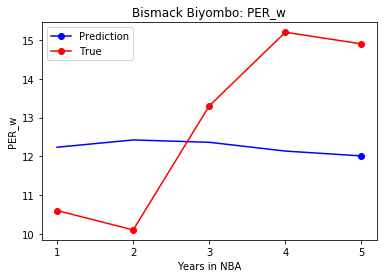 Bismack Biyombo: PER_w
Prediction
True
PER_w
15
14
13
12
11
10
1 2 3 4 5
Years in NBA